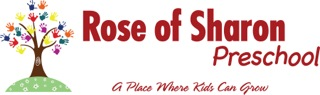 Rose of Sharon
Preschool
A Place Where Kids Can Grow